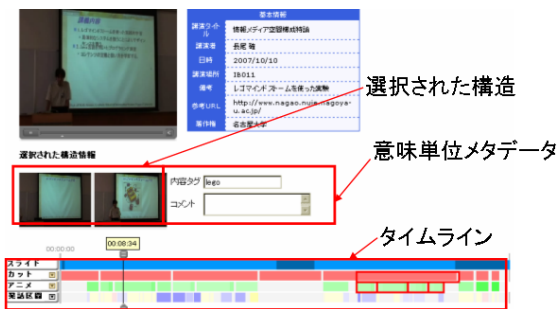 課題内容
基本情報
講演タイトル
情報メディア空間構成特論
講演者
長尾 確
日時
2007/10/10
講演場所
IB011
備考
レゴマインドストームを使った実験
参考URL
http://www.nagao.nuie.nagoya-u.ac.jp/
著作権
名古屋大学
選択された構造
意味単位メタデータ
選択された構造情報
内容タグ
lego
コメント
タイムライン
00:08:34
00:00:00
スライド
カット
アニメ
発話区間